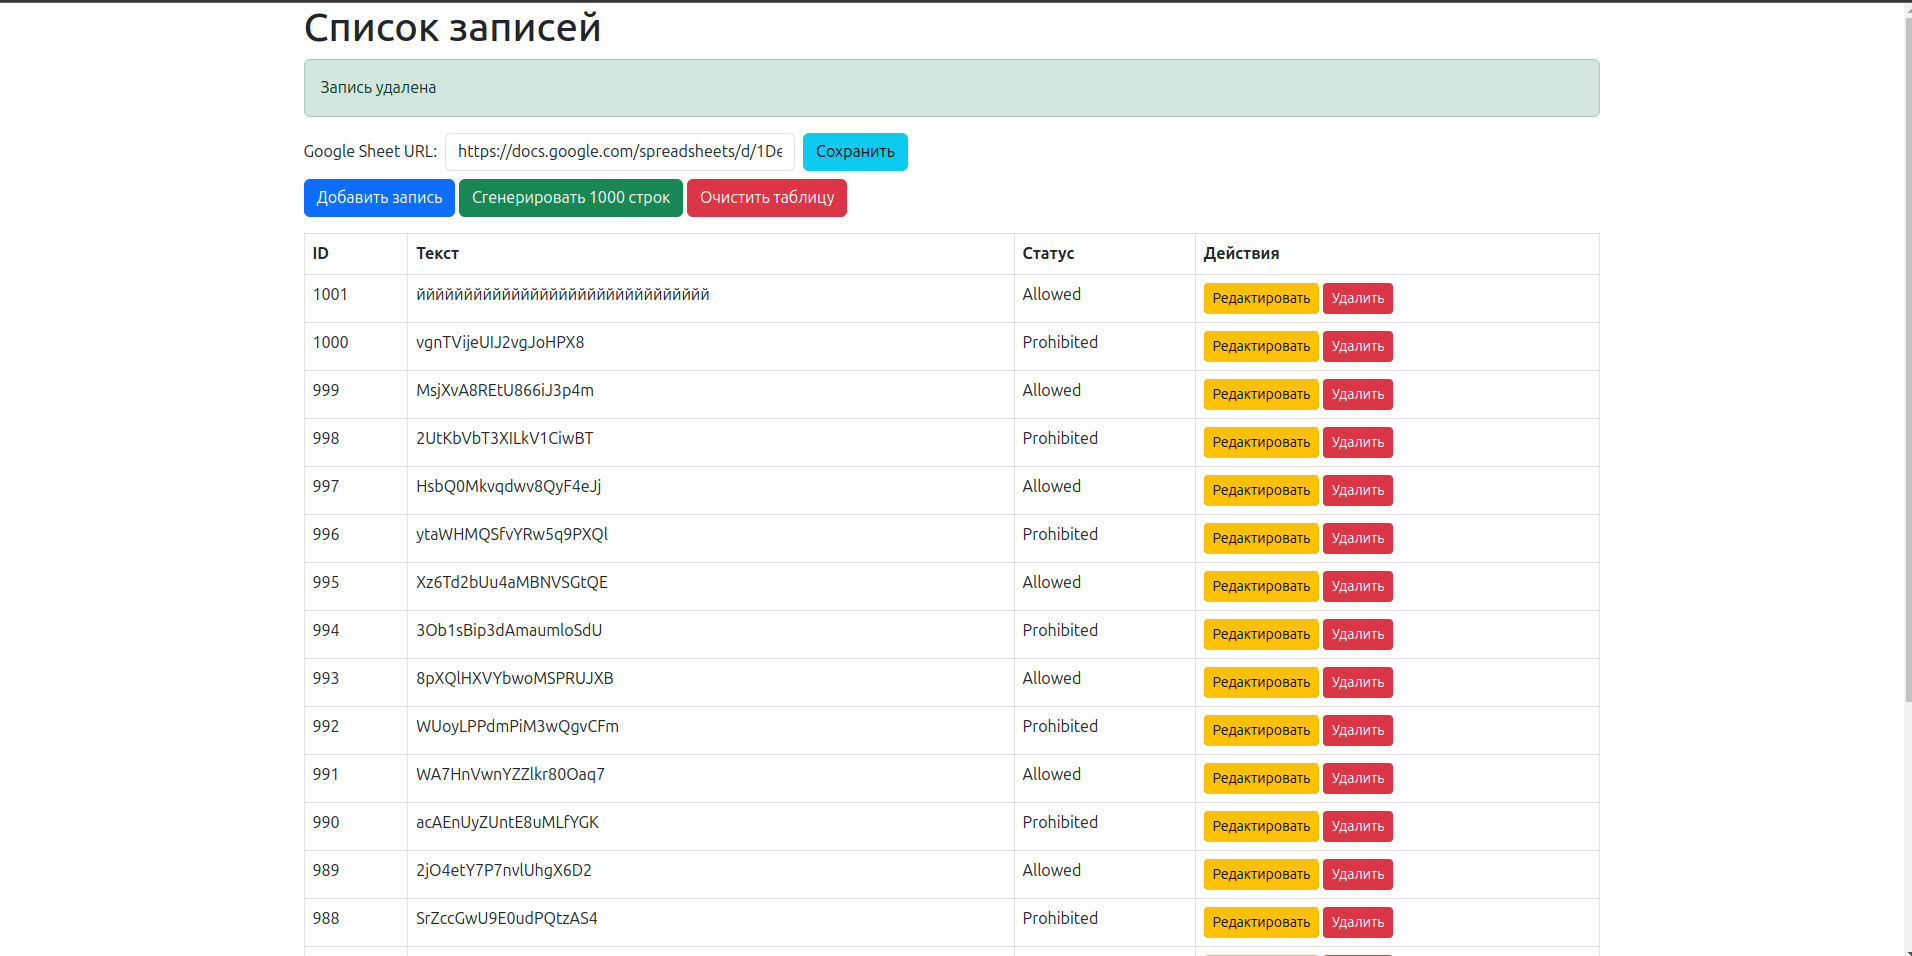 Список записей
Запись удалена
Google Sheet URL: https://docs.google.com/spreadsheets/d/1De Сохранить
Добавить запись Сгенерировать 1000 строк Очистить таблицу
ID Текст Статус Действия
1001 ййййййййййййййййййййййййййййййй Allowed Редактировать Удалить
1000 vgnTVijeUIJ2vgJoHPX8 Prohibited Редактировать Удалить
999 MsjXvA8REtU866iJ3p4m Allowed Редактировать Удалить
998 2UtKbVbT3XILkV1CiwBT Prohibited Редактировать Удалить
997 HsbQ0Mkvqdwv8QyF4eJj Allowed Редактировать Удалить
996 ytaWHMQSfvYRw5q9PXQl Prohibited Редактировать Удалить
995 Xz6Td2bUu4aMBNVSGtQE Allowed Редактировать Удалить
994 3Ob1sBip3dAmaumloSdU Prohibited Редактировать Удалить
993 8pXQlHXVYbwoMSPRUJXB Allowed Редактировать Удалить
992 WUoyLPPdmPiM3wQgvCFm Prohibited Редактировать Удалить
991 WA7HnVwnYZZlkr80Oaq7 Allowed Редактировать Удалить
990 acAEnUyZUntE8uMLfYGK Prohibited Редактировать Удалить
989 2jO4etY7P7nvlUhgX6D2 Allowed Редактировать Удалить
988 SrZccGwU9E0udPQtzAS4 Prohibited Редактировать Удалить